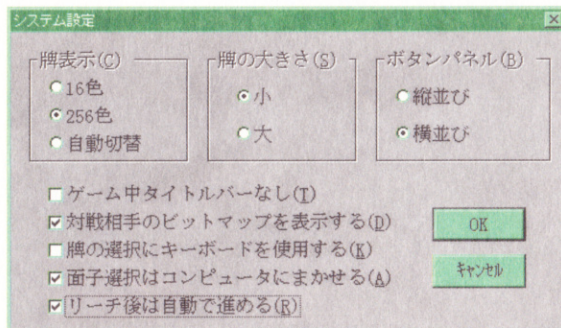 システム設定
牌表示(C)
16色
256色
自動切替
牌の大きさ(S)
小
大
ボタンパネル(B)
縦並び
横並び
ゲーム中タイトルバーなし(T)
対戦相手のビットマップを表示する(D)
牌の選択にキーボードを使用する(K)
面子選択はコンピュータにまかせる(A)
リーチ後は自動で進める(R)
OK
キャンセル